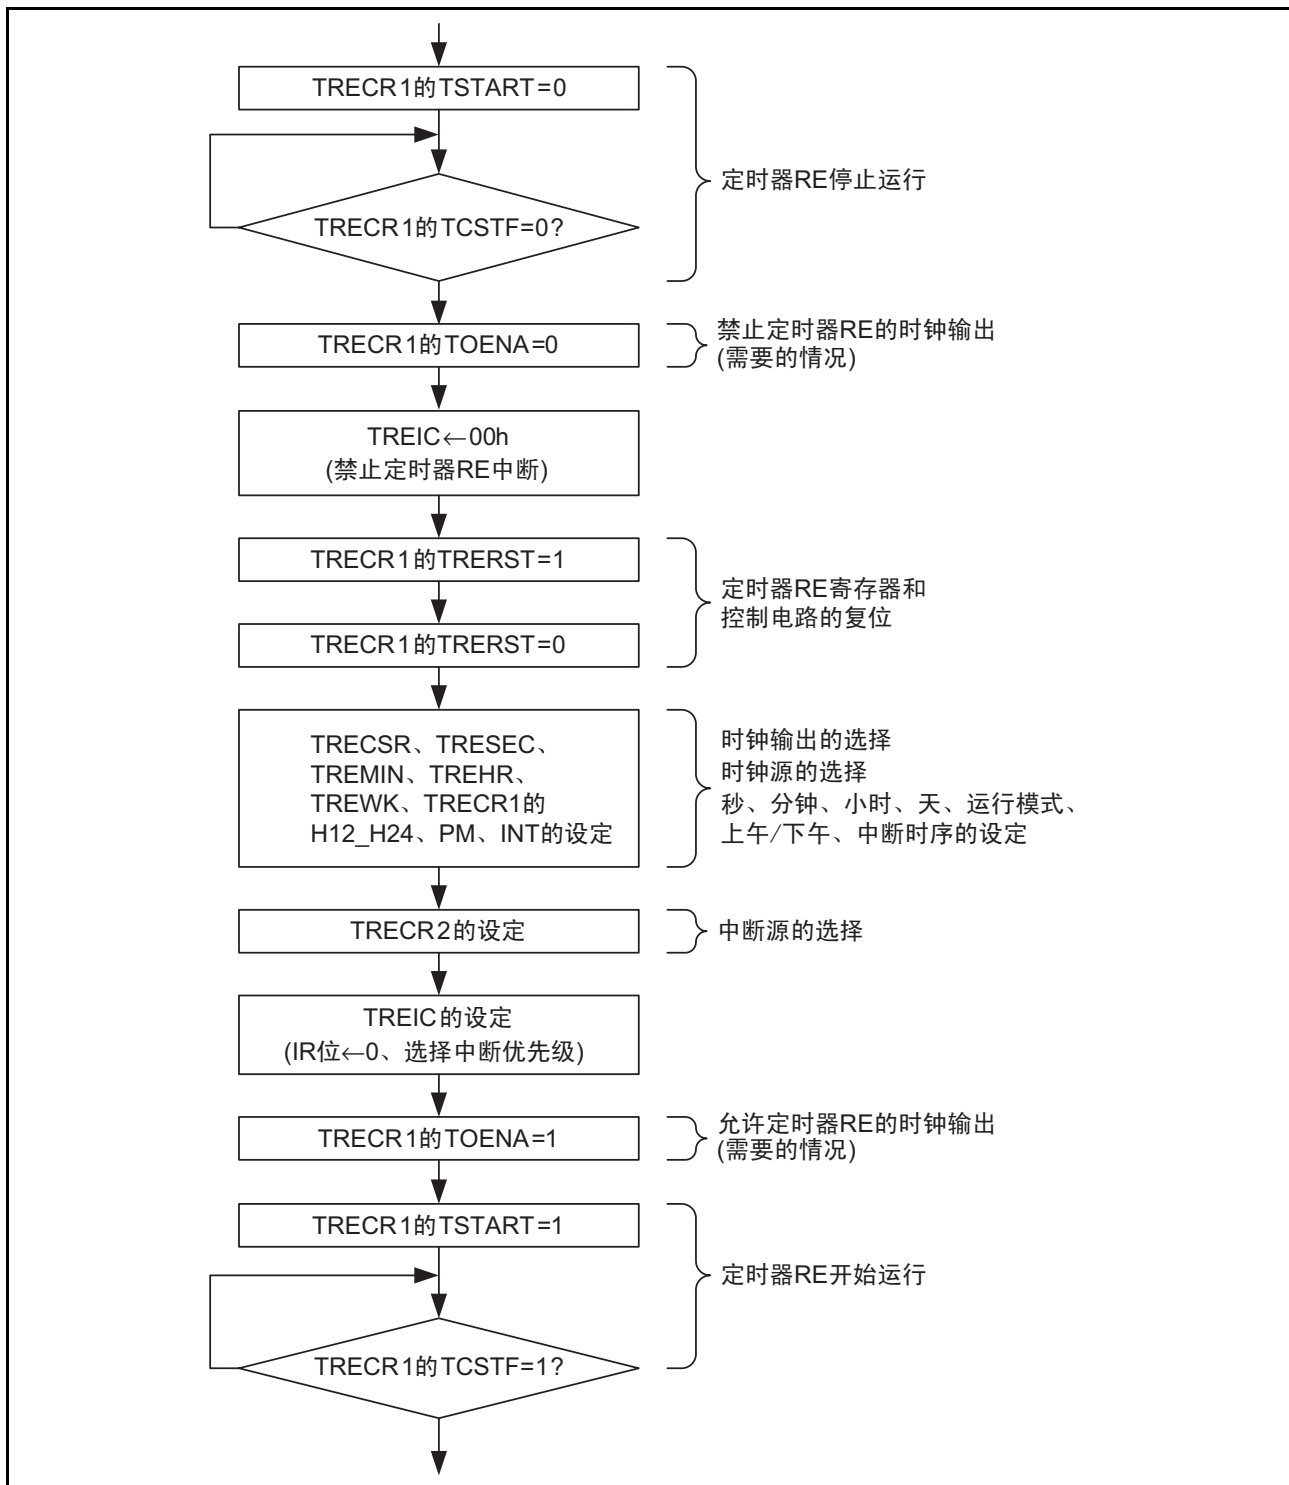 TRECR1的TSTART=0
TRECR1的TCSTF=0?
定时器RE停止运行
TRECR1的TOENA=0
禁止定时器RE的时钟输出
(需要的情况)
TREIC←00h
(禁止定时器RE中断)
TRECR1的TRERST=1
TRECR1的TRERST=0
定时器RE寄存器和
控制电路的复位
TRECSR、TRESEC、
TREMIN、TREHR、
TREWK、TRECR1的
H12_H24、PM、INT的设定
时钟输出的选择
时钟源的选择
秒、分钟、小时、天、运行模式、
上午/下午、中断时序的设定
TRECR2的设定
中断源的选择
TREIC的设定
(IR位←0、选择中断优先级)
TRECR1的TOENA=1
允许定时器RE的时钟输出
(需要的情况)
TRECR1的TSTART=1
TRECR1的TCSTF=1?
定时器RE开始运行